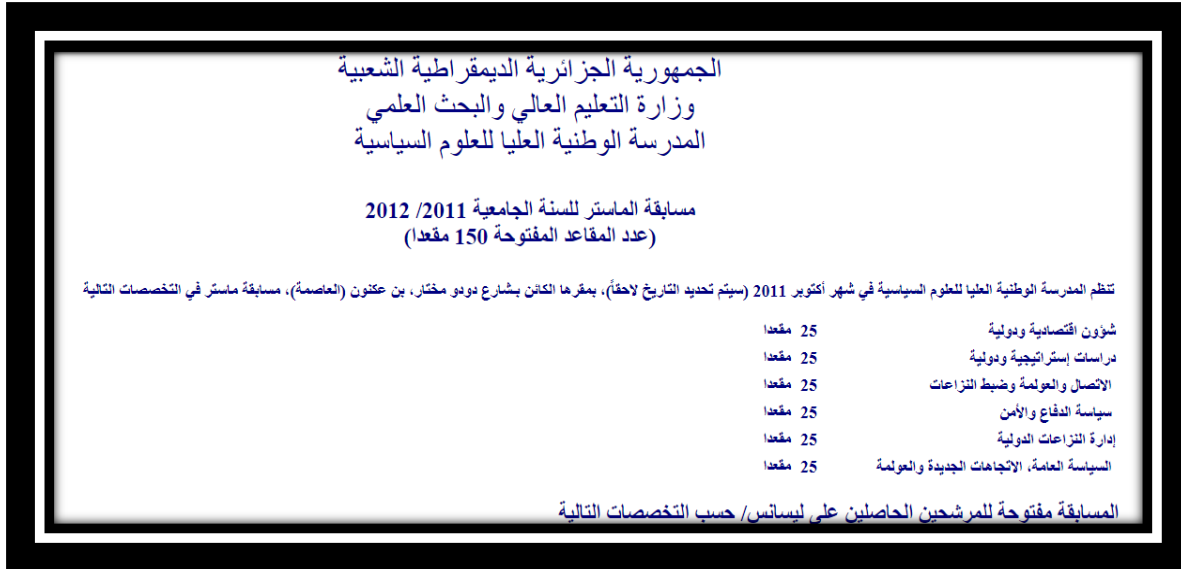 الجمهورية الجزائرية الديمقراطية الشعبية
وزارة التعليم العالي والبحث العلمي
المدرسة الوطنية العليا للعلوم السياسية
مسابقة الماستر للسنة الجامعية 2011/ 2012
(عدد المقاعد المفتوحة 150 مقعدا)
تنظم المدرسة الوطنية العليا للعلوم السياسية في شهر أكتوبر 2011 (سيتم تحديد التاريخ لاحقاً)، بمقرها الكائن بشارع دودو مختار، بن عكنون (العاصمة)، مسابقة ماستر في التخصصات التالية
شؤون اقتصادية ودولية 25 مقعدا
دراسات إستراتيجية ودولية 25 مقعدا
الاتصال والعولمة وضبط النزاعات 25 مقعدا
سياسة الدفاع والأمن 25 مقعدا
إدارة النزاعات الدولية 25 مقعدا
السياسة العامة، الاتجاهات الجديدة والعولمة 25 مقعدا
المسابقة مفتوحة للمرشحين الحاصلين على ليسانس/ حسب التخصصات التالية